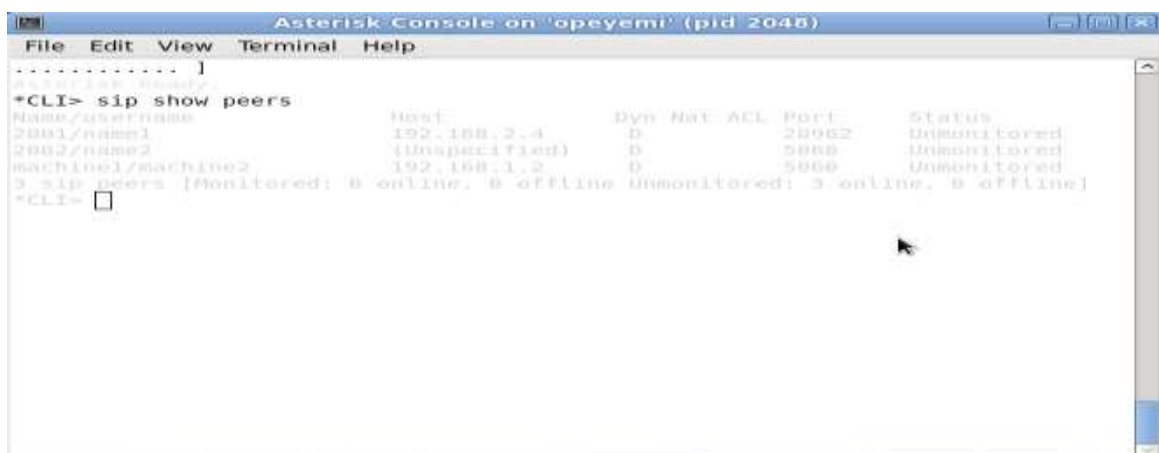 Asterisk Console on 'opeyemi' (pid 2048)
File Edit View Terminal Help
............ ]
Asterisk Ready.
*CLI> sip show peers
Name/username Host Dyn Nat ACL Port Status
2001/name1 192.168.2.4 D 20962 Unmonitored
2002/name2 (Unspecified) D 5060 Unmonitored
machine1/machine2 192.168.1.2 D 5060 Unmonitored
3 sip peers [Monitored: 0 online, 0 offline Unmonitored: 3 online, 0 offline]
*CLI>